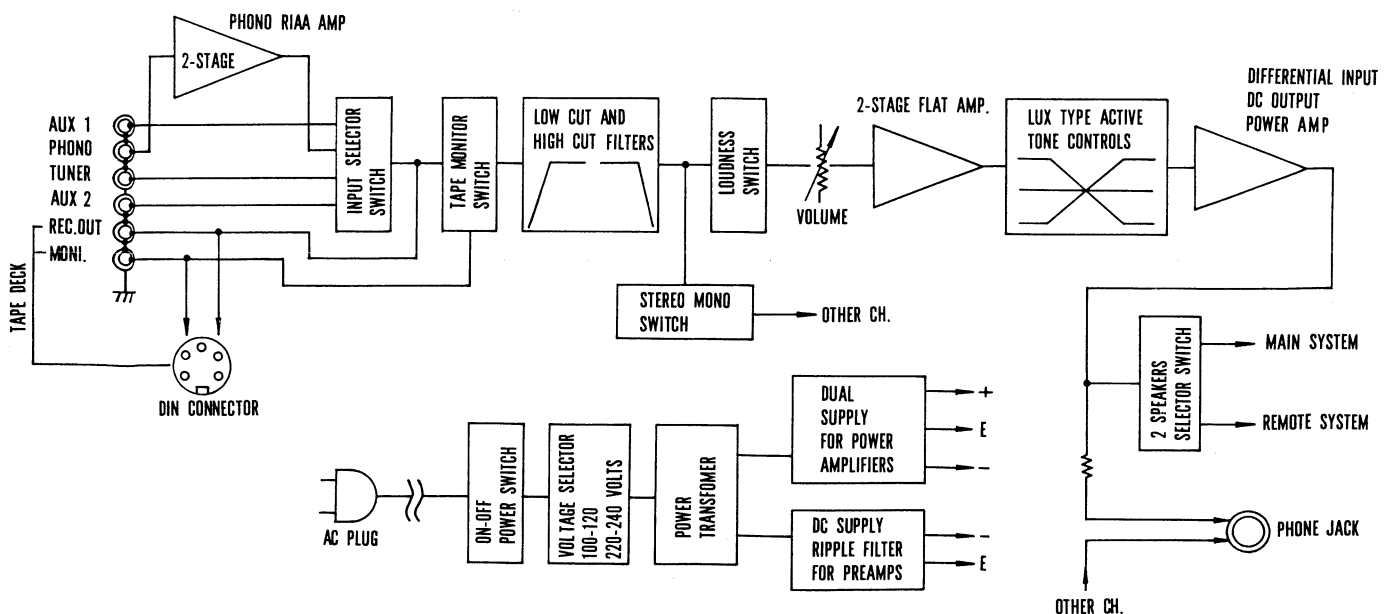 PHONO RIAA AMP
2-STAGE
AUX 1
PHONO
TUNER
AUX 2
REC.OUT
MONI.
TAPE DECK
DIN CONNECTOR
INPUT SELECTOR
SWITCH
TAPE MONITOR
SWITCH
LOW CUT AND
HIGH CUT FILTERS
LOUDNESS
SWITCH
VOLUME
2-STAGE FLAT AMP.
LUX TYPE ACTIVE
TONE CONTROLS
DIFFERENTIAL INPUT
DC OUTPUT
POWER AMP
STEREO MONO
SWITCH
OTHER CH.
2 SPEAKERS
SELECTOR SWITCH
MAIN SYSTEM
REMOTE SYSTEM
PHONE JACK
OTHER CH.
AC PLUG
ON-OFF
POWER SWITCH
VOLTAGE SELECTOR
100-120
220-240 VOLTS
POWER
TRANSFOMER
DUAL
SUPPLY
FOR POWER
AMPLIFIERS
+
E
-
DC SUPPLY
RIPPLE FILTER
FOR PREAMPS
-
E